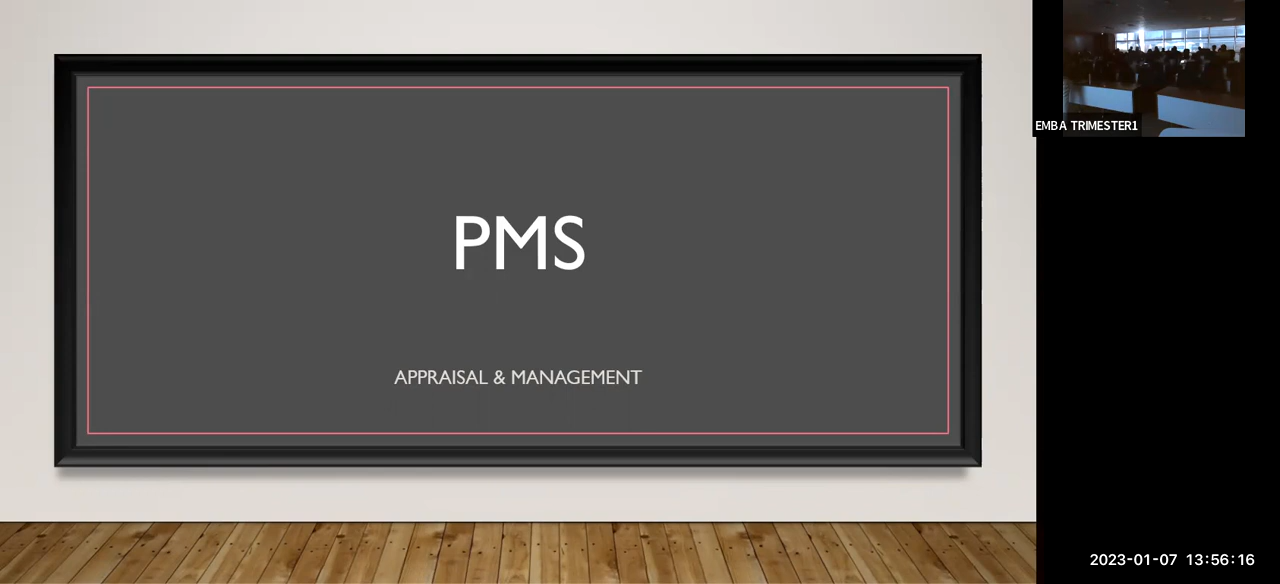 PMS
APPRAISAL & MANAGEMENT
EMBA TRIMESTER1
2023-01-07 13:56:16